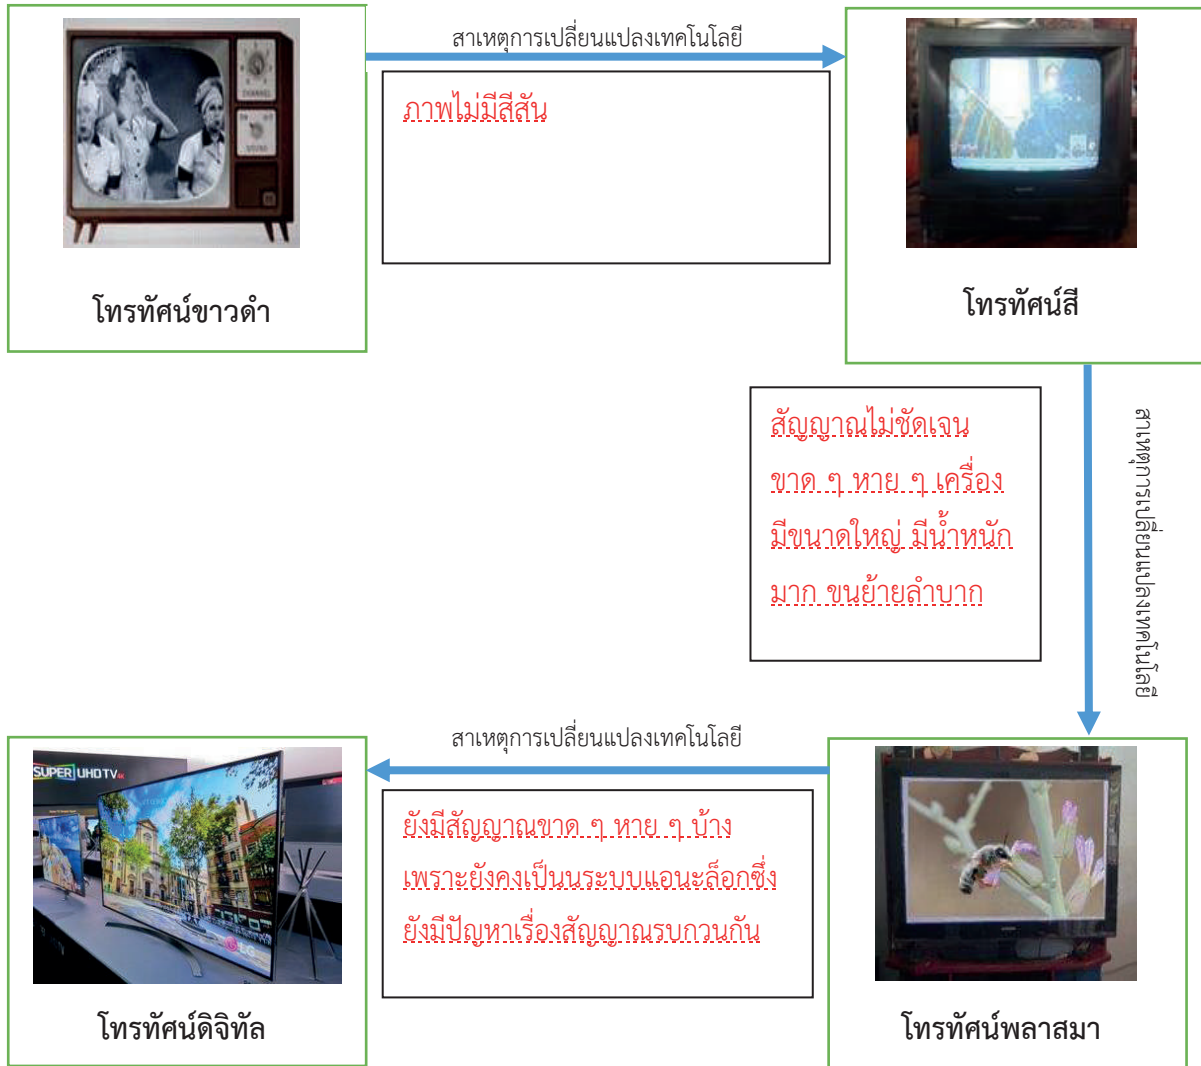 สาเหตุการเปลี่ยนแปลงเทคโนโลยี
ภาพไม่มีสีสัน
CHANNEL
โทรทัศน์ขาวดำ
โทรทัศน์สี
สัญญาณไม่ชัดเจน
ขาด ๆ หาย ๆ เครื่อง
มีขนาดใหญ่ มีน้ำหนัก
มาก ขนย้ายลำบาก
สาเหตุการเปลี่ยนแปลงเทคโนโลยี
สาเหตุการเปลี่ยนแปลงเทคโนโลยี
SUPER UHD TV
ยังมีสัญญาณขาด ๆ หาย ๆ บ้าง
เพราะยังคงเป็นนระบบแอนะล็อกซึ่ง
ยังมีปัญหาเรื่องสัญญาณรบกวนกัน
LG
โทรทัศน์ดิจิทัล
โทรทัศน์พลาสมา